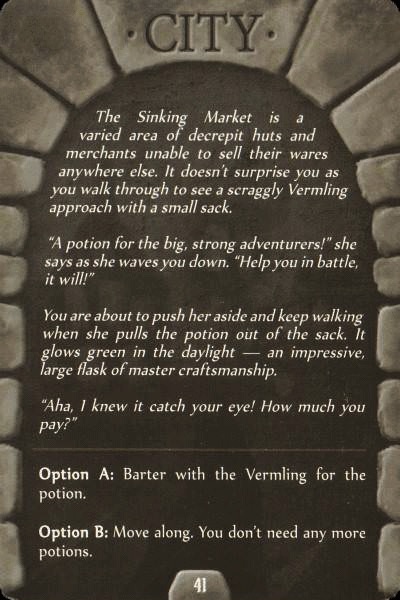 · CITY ·
The Sinking Market is a
varied area of decrepit huts and
merchants unable to sell their wares
anywhere else. It doesn't surprise you as
you walk through to see a scraggly Vermling
approach with a small sack.
"A potion for the big, strong adventurers!" she
says as she waves you down. "Help you in battle,
it will!"
You are about to push her aside and keep walking
when she pulls the potion out of the sack. It
glows green in the daylight — an impressive,
large flask of master craftsmanship.
"Aha, I knew it catch your eye! How much you
pay?"
Option A: Barter with the Vermling for the
potion.
Option B: Move along. You don't need any more
potions.
41